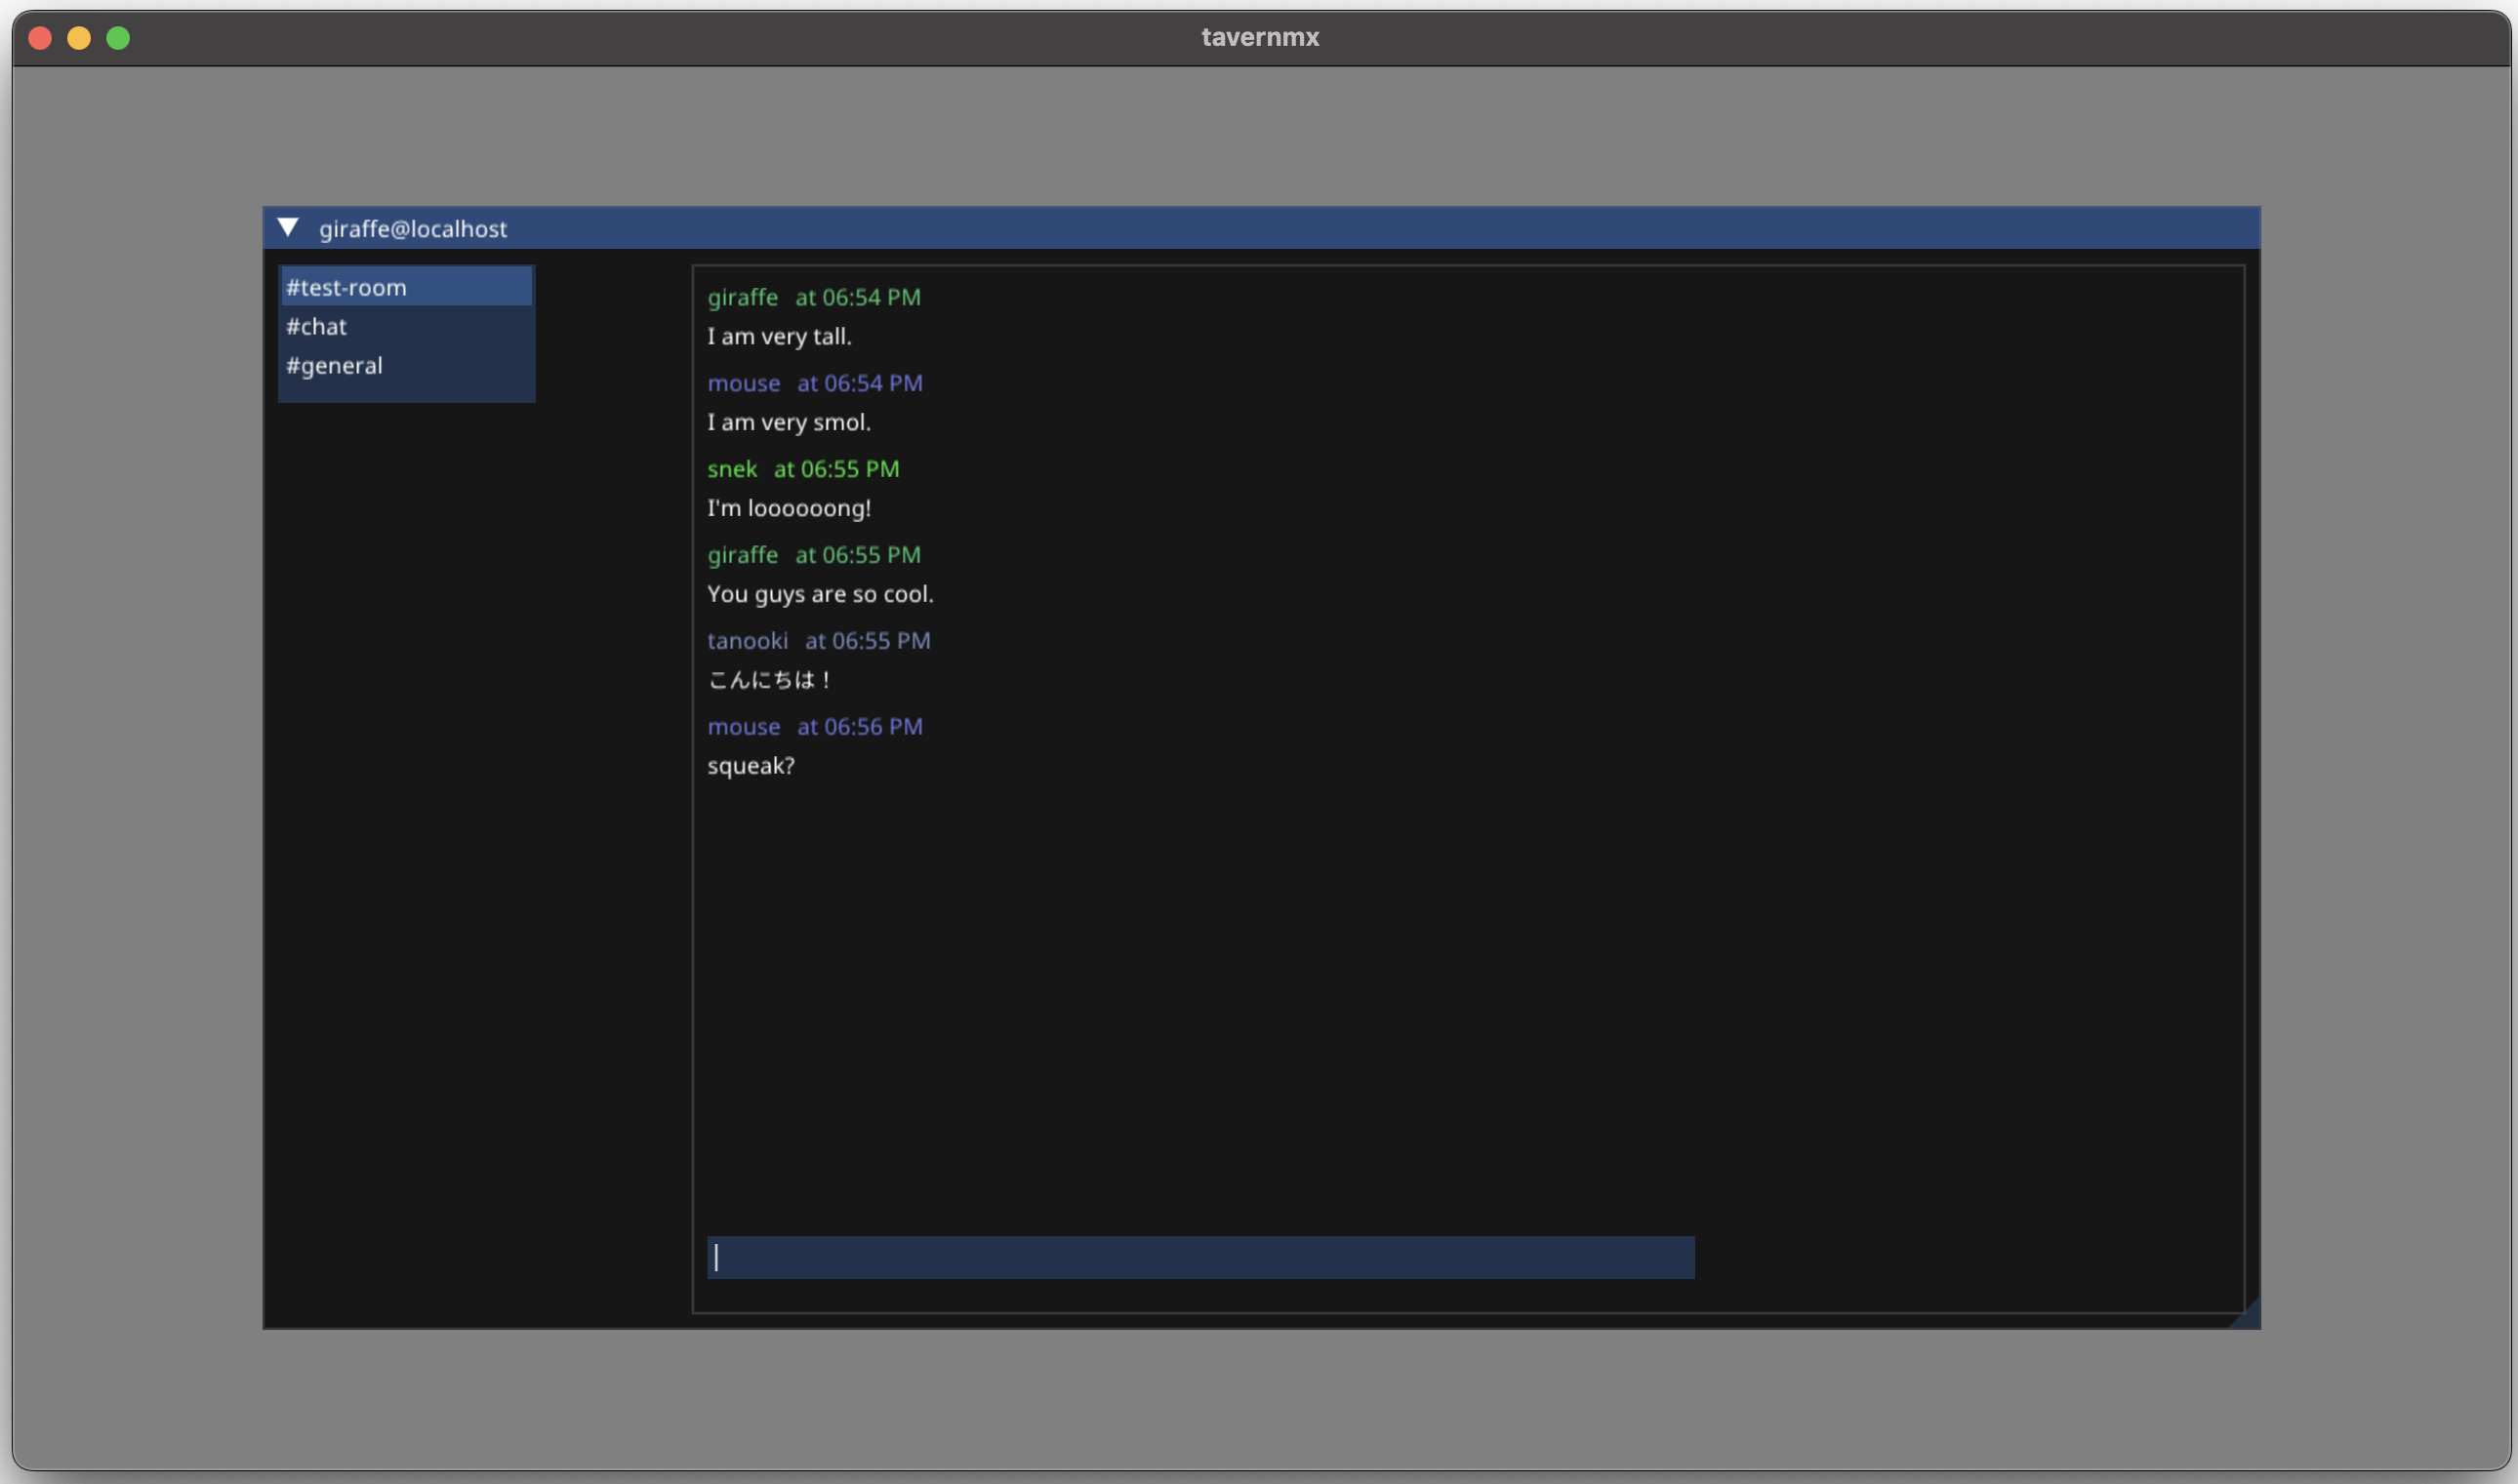 tavernmx
giraffe@localhost
#test-room
#chat
#general
giraffe at 06:54 PM
I am very tall.
mouse at 06:54 PM
I am very smol.
snek at 06:55 PM
I'm loooooong!
giraffe at 06:55 PM
You guys are so cool.
tanooki at 06:55 PM
こんにちは！
mouse at 06:56 PM
squeak?